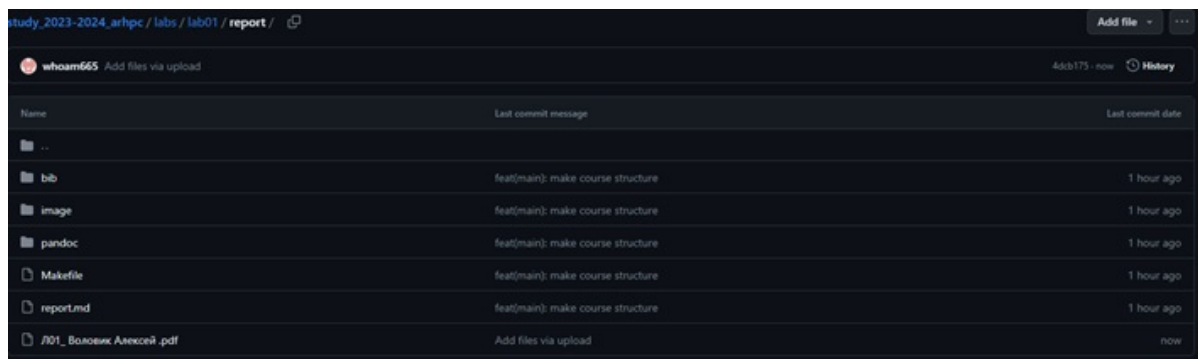 study_2023-2024_arhpc / labs / lab01 / report /
Add file
whoam665 Add files via upload
4dcb175 · now History
Name Last commit message Last commit date
..
bib feat(main): make course structure 1 hour ago
image feat(main): make course structure 1 hour ago
pandoc feat(main): make course structure 1 hour ago
Makefile feat(main): make course structure 1 hour ago
report.md feat(main): make course structure 1 hour ago
Л01_ Воловик Алексей .pdf Add files via upload now